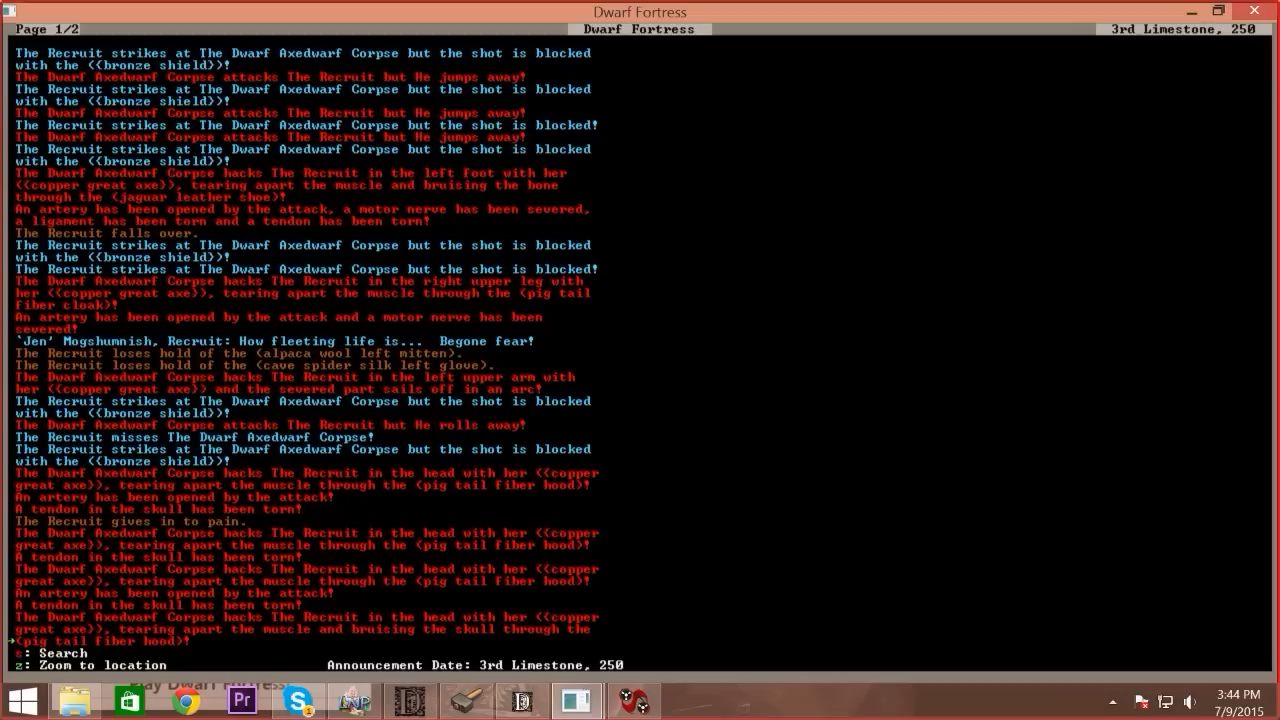 Dwarf Fortress
Page 1/2 Dwarf Fortress 3rd Limestone, 250
The Recruit strikes at The Dwarf Axedwarf Corpse but the shot is blocked
with the ((bronze shield))!
The Dwarf Axedwarf Corpse attacks The Recruit but He jumps away!
The Recruit strikes at The Dwarf Axedwarf Corpse but the shot is blocked
with the ((bronze shield))!
The Dwarf Axedwarf Corpse attacks The Recruit but He jumps away!
The Recruit strikes at The Dwarf Axedwarf Corpse but the shot is blocked!
The Dwarf Axedwarf Corpse attacks The Recruit but He jumps away!
The Recruit strikes at The Dwarf Axedwarf Corpse but the shot is blocked
with the ((bronze shield))!
The Dwarf Axedwarf Corpse hacks The Recruit in the left foot with her
((copper great axe)), tearing apart the muscle and bruising the bone
through the (jaguar leather shoe)!
An artery has been opened by the attack, a motor nerve has been severed,
a ligament has been torn and a tendon has been torn!
The Recruit falls over.
The Recruit strikes at The Dwarf Axedwarf Corpse but the shot is blocked
with the ((bronze shield))!
The Recruit strikes at The Dwarf Axedwarf Corpse but the shot is blocked!
The Dwarf Axedwarf Corpse hacks The Recruit in the right upper leg with
her ((copper great axe)), tearing apart the muscle through the (pig tail
fiber cloak)!
An artery has been opened by the attack and a motor nerve has been
severed!
`Jen' Mogshumnish, Recruit: How fleeting life is...  Begone fear!
The Recruit loses hold of the (alpaca wool left mitten).
The Recruit loses hold of the (cave spider silk left glove).
The Dwarf Axedwarf Corpse hacks The Recruit in the left upper arm with
her ((copper great axe)) and the severed part sails off in an arc!
The Recruit strikes at The Dwarf Axedwarf Corpse but the shot is blocked
with the ((bronze shield))!
The Dwarf Axedwarf Corpse attacks The Recruit but He rolls away!
The Recruit misses The Dwarf Axedwarf Corpse!
The Recruit strikes at The Dwarf Axedwarf Corpse but the shot is blocked
with the ((bronze shield))!
The Dwarf Axedwarf Corpse hacks The Recruit in the head with her ((copper
great axe)), tearing apart the muscle through the (pig tail fiber hood)!
An artery has been opened by the attack!
A tendon in the skull has been torn!
The Recruit gives in to pain.
The Dwarf Axedwarf Corpse hacks The Recruit in the head with her ((copper
great axe)), tearing apart the muscle through the (pig tail fiber hood)!
A tendon in the skull has been torn!
The Dwarf Axedwarf Corpse hacks The Recruit in the head with her ((copper
great axe)), tearing apart the muscle through the (pig tail fiber hood)!
An artery has been opened by the attack!
A tendon in the skull has been torn!
The Dwarf Axedwarf Corpse hacks The Recruit in the head with her ((copper
great axe)), tearing apart the muscle and bruising the skull through the
(pig tail fiber hood)!
s: Search
z: Zoom to location Announcement Date: 3rd Limestone, 250
Play Dwarf Fortress
Pr
LNP
3:44 PM
7/9/2015